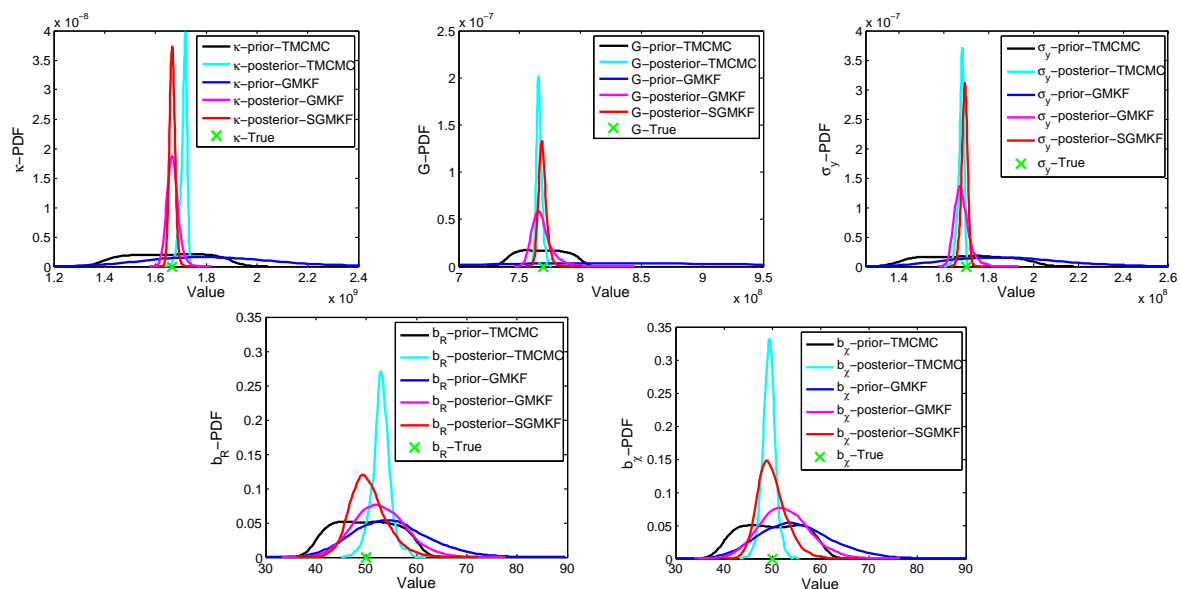 x 10⁻⁸
4
3.5
3
2.5
2
1.5
1
0.5
0
κ−PDF
κ−prior−TMCMC
κ−posterior−TMCMC
κ−prior−GMKF
κ−posterior−GMKF
κ−posterior−SGMKF
κ−True
1.2 1.4 1.6 1.8 2 2.2 2.4
Value
x 10⁹
x 10⁻⁷
2.5
2
1.5
1
0.5
0
G−PDF
G−prior−TMCMC
G−posterior−TMCMC
G−prior−GMKF
G−posterior−GMKF
G−posterior−SGMKF
G−True
7 7.5 8 8.5 9 9.5
Value
x 10⁸
x 10⁻⁷
4
3.5
3
2.5
2
1.5
1
0.5
0
σy−PDF
σy−prior−TMCMC
σy−posterior−TMCMC
σy−prior−GMKF
σy−posterior−GMKF
σy−posterior−SGMKF
σy−True
1.4 1.6 1.8 2 2.2 2.4 2.6
Value
x 10⁸
0.35
0.3
0.25
0.2
0.15
0.1
0.05
0
bR−PDF
bR−prior−TMCMC
bR−posterior−TMCMC
bR−prior−GMKF
bR−posterior−GMKF
bR−posterior−SGMKF
bR−True
30 40 50 60 70 80 90
Value
0.35
0.3
0.25
0.2
0.15
0.1
0.05
0
bχ−PDF
bχ−prior−TMCMC
bχ−posterior−TMCMC
bχ−prior−GMKF
bχ−posterior−GMKF
bχ−posterior−SGMKF
bχ−True
30 40 50 60 70 80 90
Value